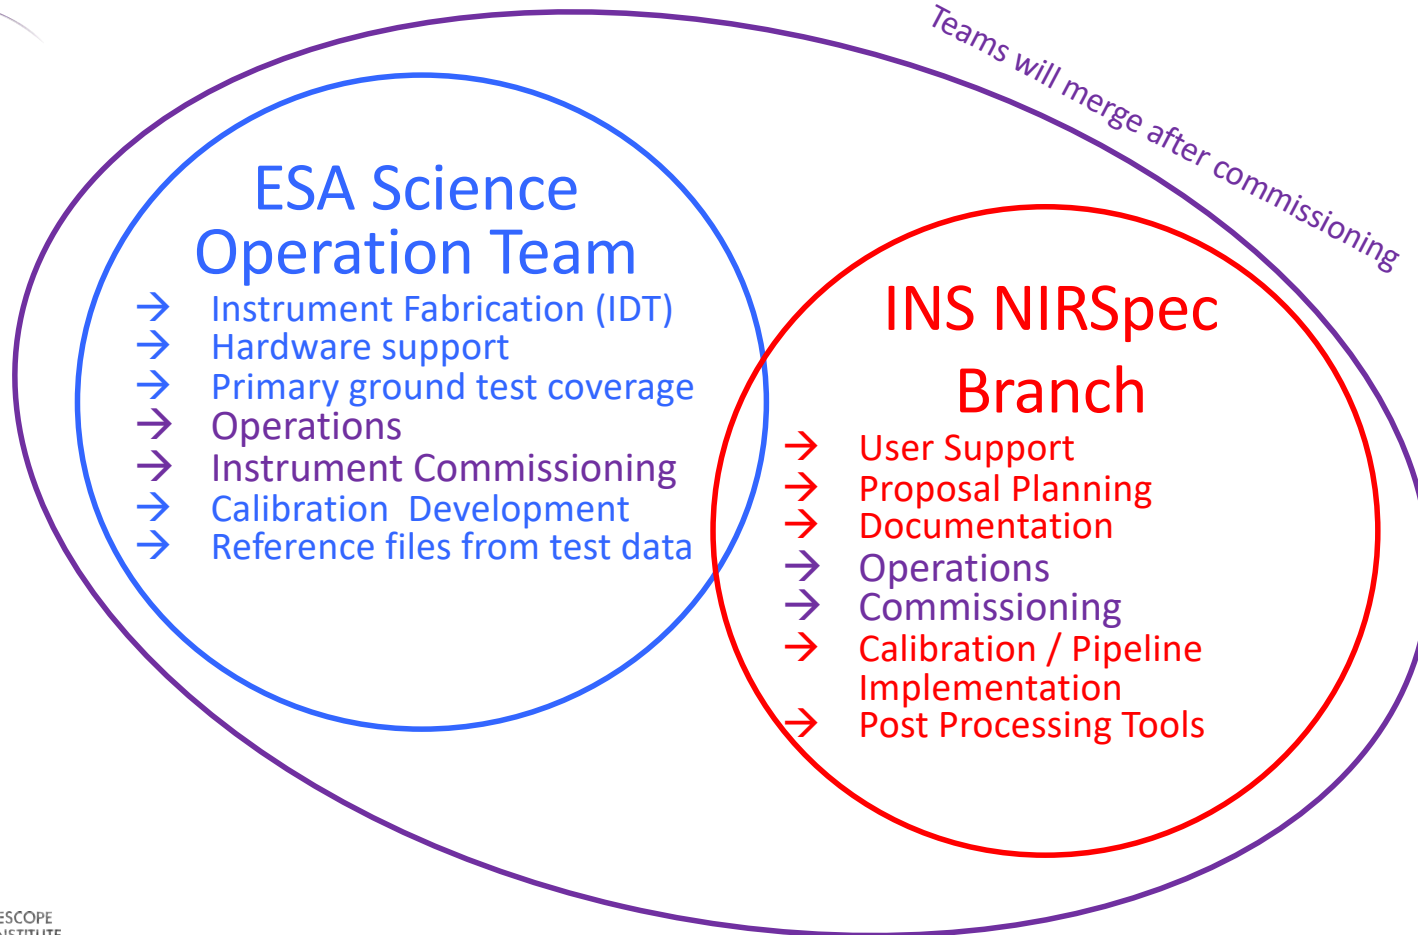 Teams will merge after commissioning
ESA Science
Operation Team
→ Instrument Fabrication (IDT)
→ Hardware support
→ Primary ground test coverage
→ Operations
→ Instrument Commissioning
→ Calibration  Development
→ Reference files from test data
INS NIRSpec
Branch
→ User Support
→ Proposal Planning
→ Documentation
→ Operations
→ Commissioning
→ Calibration / Pipeline
Implementation
→ Post Processing Tools